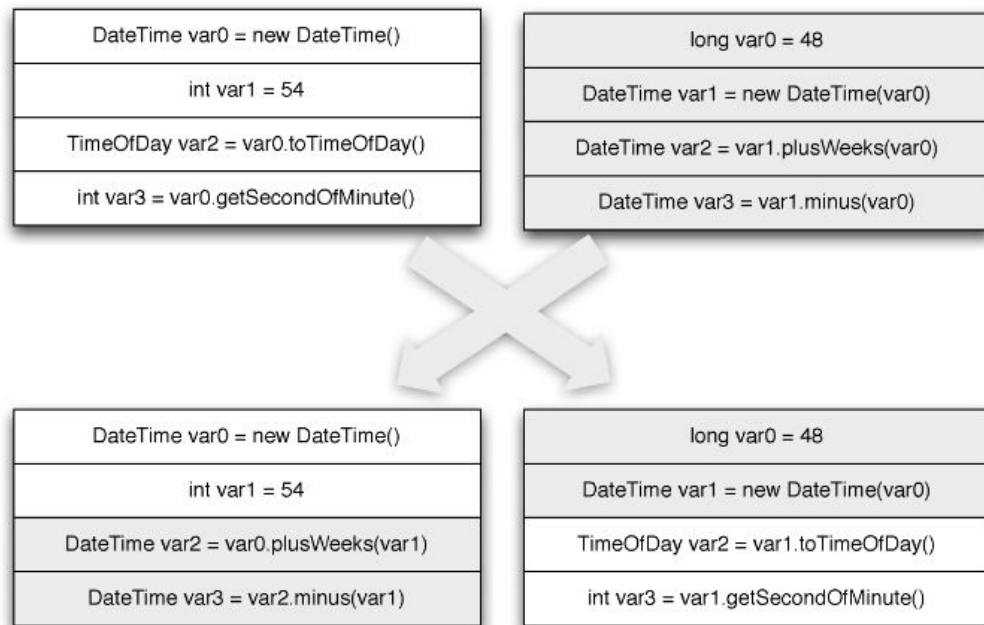 DateTime var0 = new DateTime()
int var1 = 54
TimeOfDay var2 = var0.toTimeOfDay()
int var3 = var0.getSecondOfMinute()
long var0 = 48
DateTime var1 = new DateTime(var0)
DateTime var2 = var1.plusWeeks(var0)
DateTime var3 = var1.minus(var0)
DateTime var0 = new DateTime()
int var1 = 54
DateTime var2 = var0.plusWeeks(var1)
DateTime var3 = var2.minus(var1)
long var0 = 48
DateTime var1 = new DateTime(var0)
TimeOfDay var2 = var1.toTimeOfDay()
int var3 = var1.getSecondOfMinute()